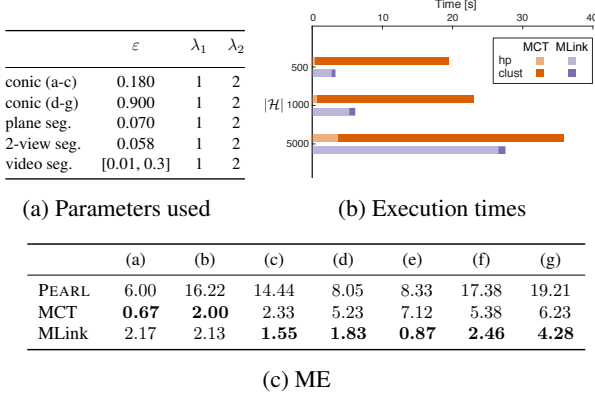 ε λ1 λ2
conic (a-c) 0.180 1 2
conic (d-g) 0.900 1 2
plane seg. 0.070 1 2
2-view seg. 0.058 1 2
video seg. [0.01, 0.3] 1 2
(a) Parameters used
Time [s]
0 10 20 30 40
MCT MLink
hp
clust
500
|H| 1000
5000
(b) Execution times
(a) (b) (c) (d) (e) (f) (g)
PEARL 6.00 16.22 14.44 8.05 8.33 17.38 19.21
MCT 0.67 2.00 2.33 5.23 7.12 5.38 6.23
MLink 2.17 2.13 1.55 1.83 0.87 2.46 4.28
(c) ME